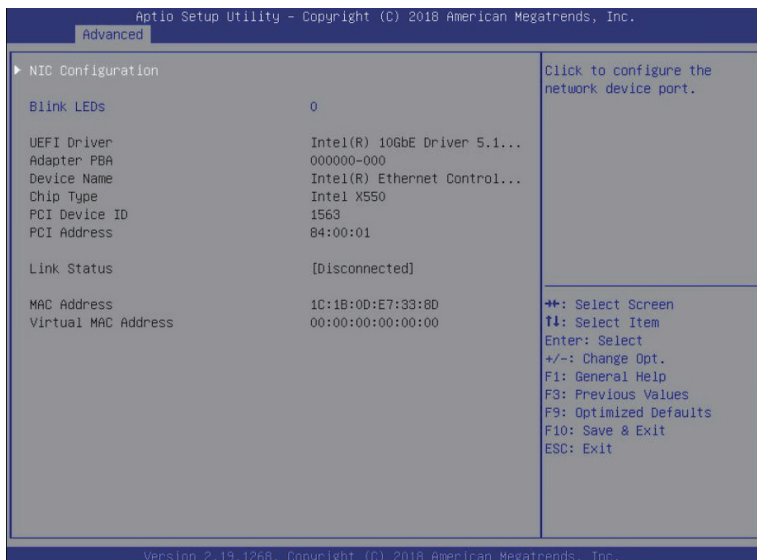 Aptio Setup Utility – Copyright (C) 2018 American Megatrends, Inc.
Advanced
NIC Configuration
Blink LEDs 0
UEFI Driver Intel(R) 10GbE Driver 5.1...
Adapter PBA 000000-000
Device Name Intel(R) Ethernet Control...
Chip Type Intel X550
PCI Device ID 1563
PCI Address 84:00:01
Link Status [Disconnected]
MAC Address 1C:1B:0D:E7:33:8D
Virtual MAC Address 00:00:00:00:00:00
Click to configure the
network device port.
→←: Select Screen
↑↓: Select Item
Enter: Select
+/-: Change Opt.
F1: General Help
F3: Previous Values
F9: Optimized Defaults
F10: Save & Exit
ESC: Exit
Version 2.19.1268. Copyright (C) 2018 American Megatrends, Inc.